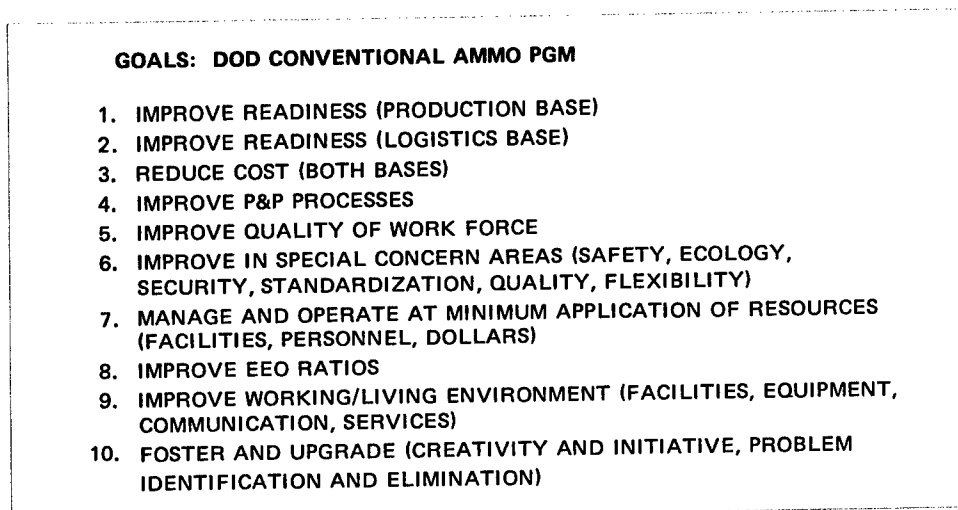 GOALS: DOD CONVENTIONAL AMMO PGM
1. IMPROVE READINESS (PRODUCTION BASE)
2. IMPROVE READINESS (LOGISTICS BASE)
3. REDUCE COST (BOTH BASES)
4. IMPROVE P&P PROCESSES
5. IMPROVE QUALITY OF WORK FORCE
6. IMPROVE IN SPECIAL CONCERN AREAS (SAFETY, ECOLOGY,
SECURITY, STANDARDIZATION, QUALITY, FLEXIBILITY)
7. MANAGE AND OPERATE AT MINIMUM APPLICATION OF RESOURCES
(FACILITIES, PERSONNEL, DOLLARS)
8. IMPROVE EEO RATIOS
9. IMPROVE WORKING/LIVING ENVIRONMENT (FACILITIES, EQUIPMENT,
COMMUNICATION, SERVICES)
10. FOSTER AND UPGRADE (CREATIVITY AND INITIATIVE, PROBLEM
IDENTIFICATION AND ELIMINATION)